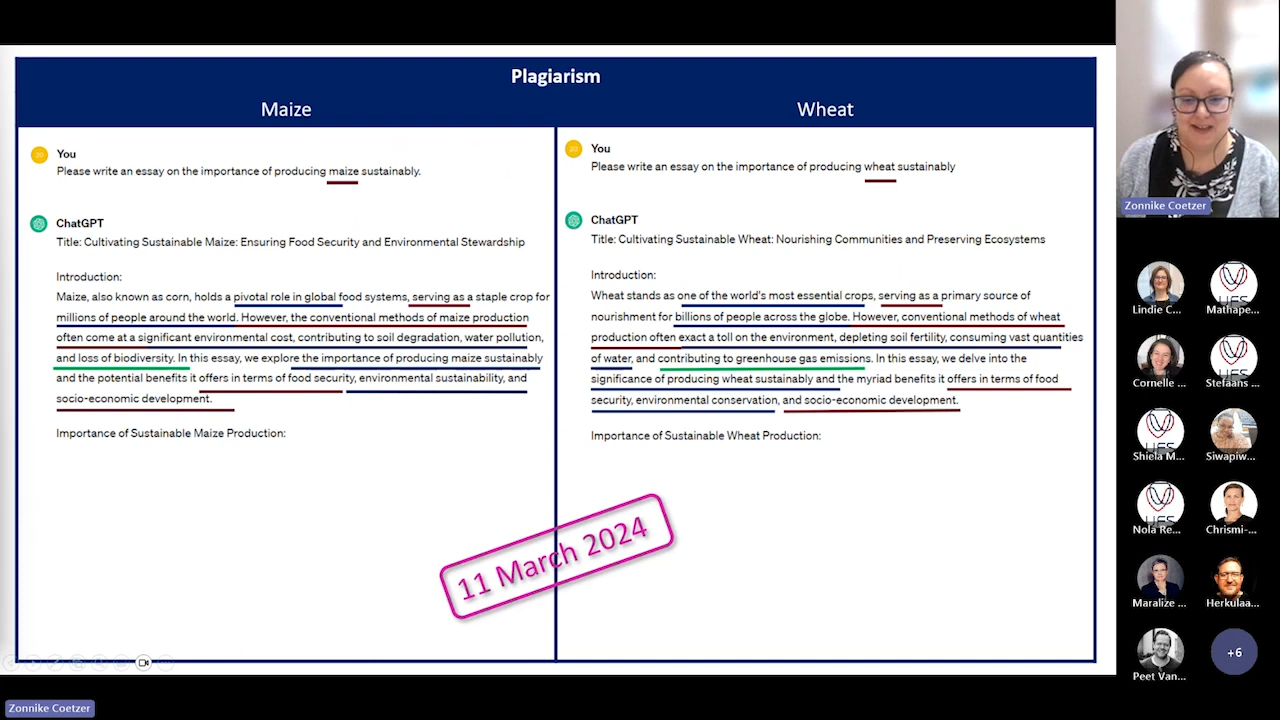 Plagiarism
Maize
Wheat
You
Please write an essay on the importance of producing maize sustainably.
ChatGPT
Title: Cultivating Sustainable Maize: Ensuring Food Security and Environmental Stewardship
Introduction:
Maize, also known as corn, holds a pivotal role in global food systems, serving as a staple crop for
millions of people around the world. However, the conventional methods of maize production
often come at a significant environmental cost, contributing to soil degradation, water pollution,
and loss of biodiversity. In this essay, we explore the importance of producing maize sustainably
and the potential benefits it offers in terms of food security, environmental sustainability, and
socio-economic development.
Importance of Sustainable Maize Production:
You
Please write an essay on the importance of producing wheat sustainably
ChatGPT
Title: Cultivating Sustainable Wheat: Nourishing Communities and Preserving Ecosystems
Introduction:
Wheat stands as one of the world's most essential crops, serving as a primary source of
nourishment for billions of people across the globe. However, conventional methods of wheat
production often exact a toll on the environment, depleting soil fertility, consuming vast quantities
of water, and contributing to greenhouse gas emissions. In this essay, we delve into the
significance of producing wheat sustainably and the myriad benefits it offers in terms of food
security, environmental conservation, and socio-economic development.
Importance of Sustainable Wheat Production:
11 March 2024
Zonnike Coetzer
Lindie C...
Mathape...
Cornelle ...
Stefaans ...
Shiela M...
Siwapiw...
Nola Re...
Chrismi-...
Maralize ...
Herkulaa...
Peet Van...
+6
Zonnike Coetzer